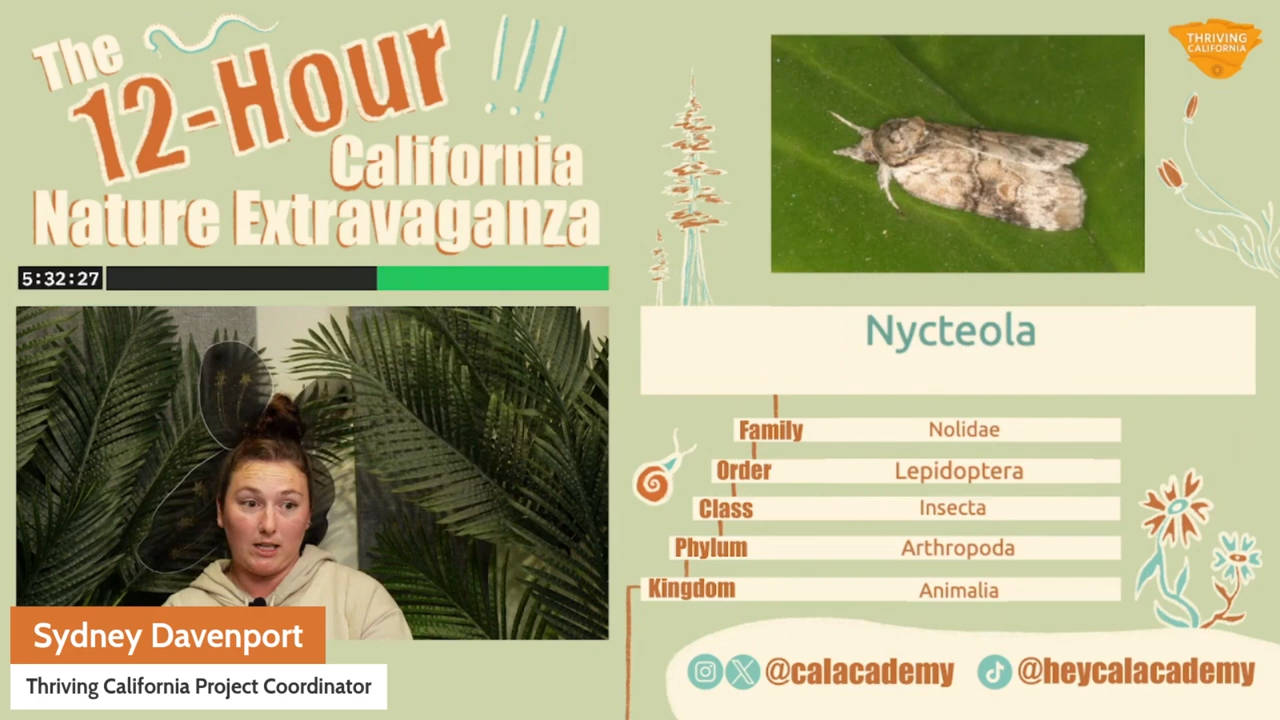 The
12-Hour !!!
California
Nature Extravaganza
5:32:27
THRIVING
CALIFORNIA
Nycteola
Family Nolidae
Order Lepidoptera
Class Insecta
Phylum Arthropoda
Kingdom Animalia
Sydney Davenport
Thriving California Project Coordinator
@calacademy @heycalacademy